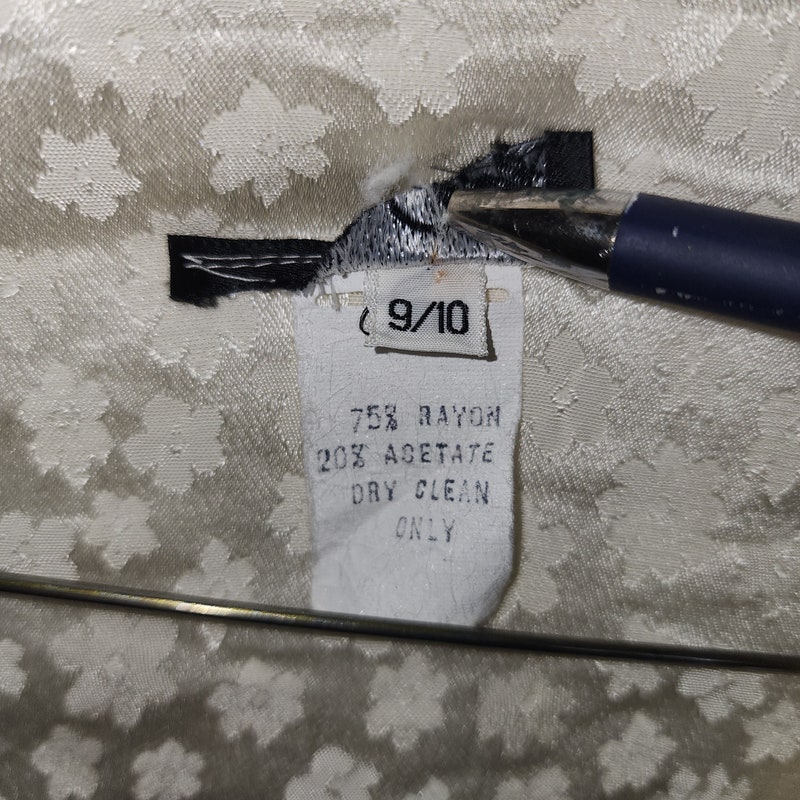 9/10
75% RAYON
20% ACETATE
DRY CLEAN
ONLY